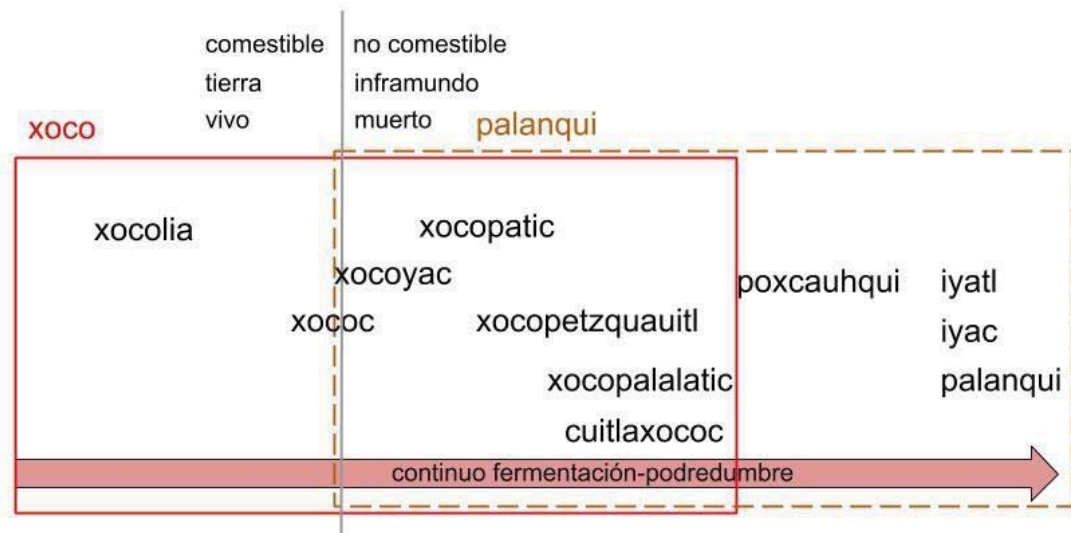 comestible no comestible
tierra inframundo
vivo muerto
xoco palanqui
xocolia xocopatic
xocoyac poxcauhqui iyatl
xococ xocopetzquauitl iyac
xocopalalatic palanqui
cuitlaxococ
continuo fermentación-podredumbre